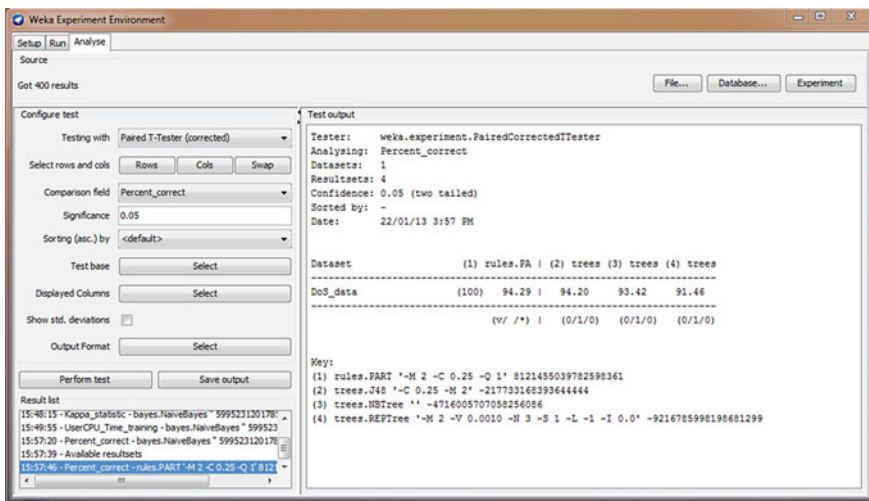 Weka Experiment Environment
Setup Run Analyse
Source
Got 400 results
File... Database... Experiment
Configure test
Testing with Paired T-Tester (corrected)
Select rows and cols Rows Cols Swap
Comparison field Percent_correct
Significance 0.05
Sorting (asc.) by <default>
Test base Select
Displayed Columns Select
Show std. deviations
Output Format Select
Perform test Save output
Result list
15:48:15 - Kappa_statistic - bayes.NaiveBayes '' 599523120178
15:49:55 - UserCPU_Time_training - bayes.NaiveBayes '' 59952
15:57:20 - Percent_correct - bayes.NaiveBayes '' 599523120178
15:57:39 - Available resultsets
15:57:46 - Percent_correct - rules.PART '-M 2 -C 0.25 -Q 1' 8121
Test output
Tester: weka.experiment.PairedCorrectedTTester
Analysing: Percent_correct
Datasets: 1
Resultsets: 4
Confidence: 0.05 (two tailed)
Sorted by: -
Date: 22/01/13 3:57 PM
Dataset (1) rules.PA | (2) trees (3) trees (4) trees
DoS_data (100) 94.29 | 94.20 93.42 91.46
(v/ /*) | (0/1/0) (0/1/0) (0/1/0)
Key:
(1) rules.PART '-M 2 -C 0.25 -Q 1' 8121455039782598361
(2) trees.J48 '-C 0.25 -M 2' -217733168393644444
(3) trees.NBTree '' -4716005707058256086
(4) trees.REPTree '-M 2 -V 0.0010 -N 3 -S 1 -L -1 -I 0.0' -9216785998198681299